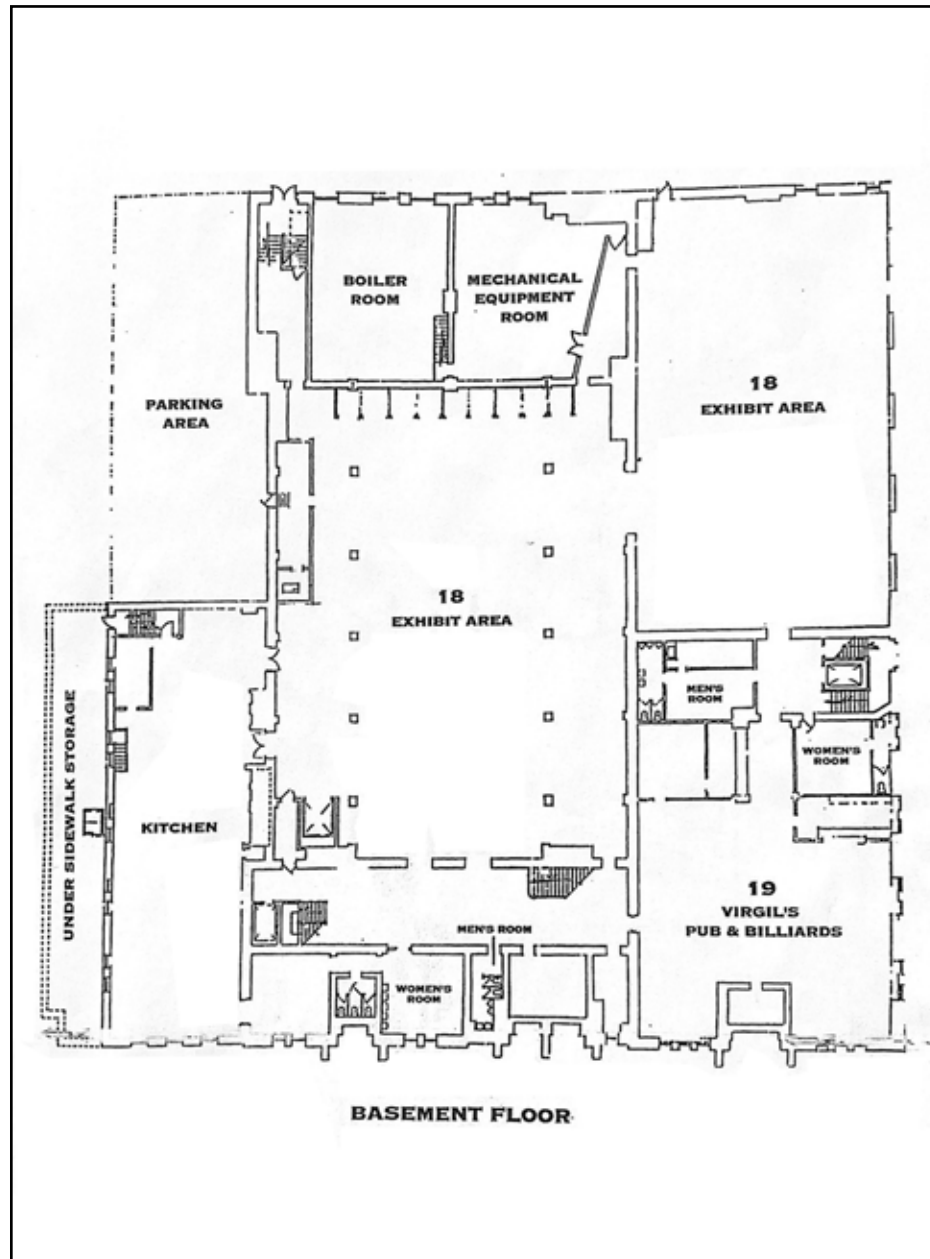 BOILER
ROOM
MECHANICAL
EQUIPMENT
ROOM
18
EXHIBIT AREA
PARKING
AREA
18
EXHIBIT AREA
MEN'S
ROOM
WOMEN'S
ROOM
UNDER SIDEWALK STORAGE
KITCHEN
19
VIRGIL'S
PUB & BILLIARDS
MEN'S ROOM
WOMEN'S
ROOM
BASEMENT FLOOR